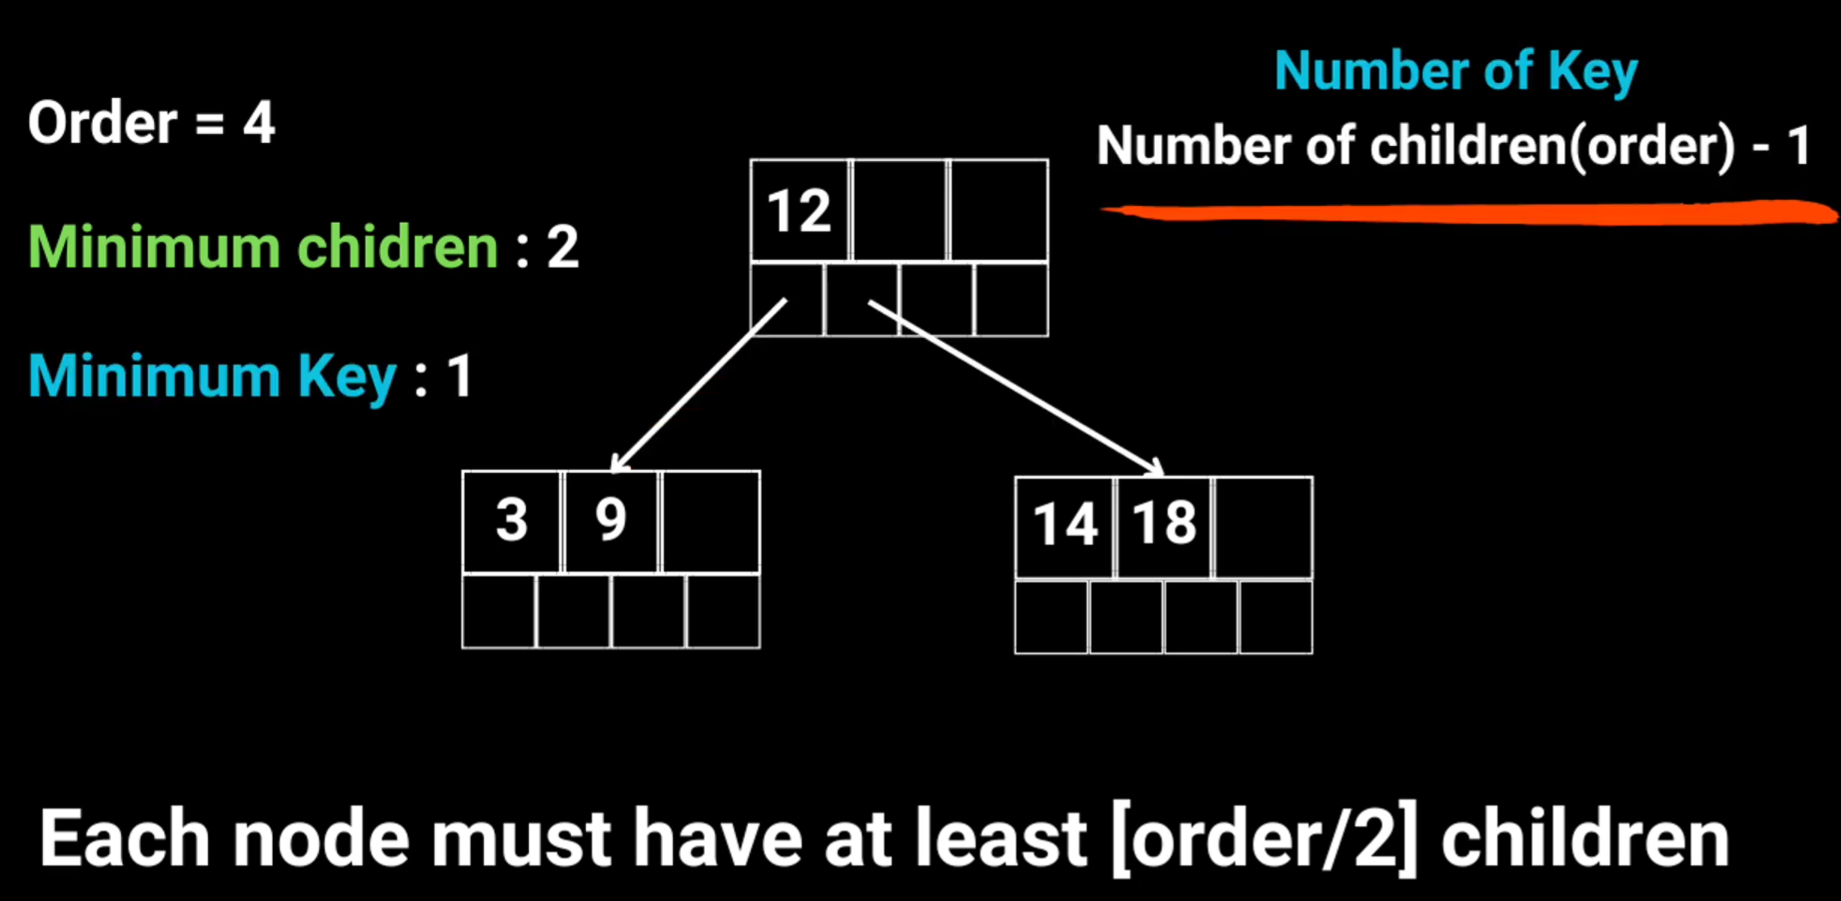 Number of Key
Number of children(order) - 1
Order = 4
Minimum chidren : 2
Minimum Key : 1
12
3 9
14 18
Each node must have at least [order/2] children